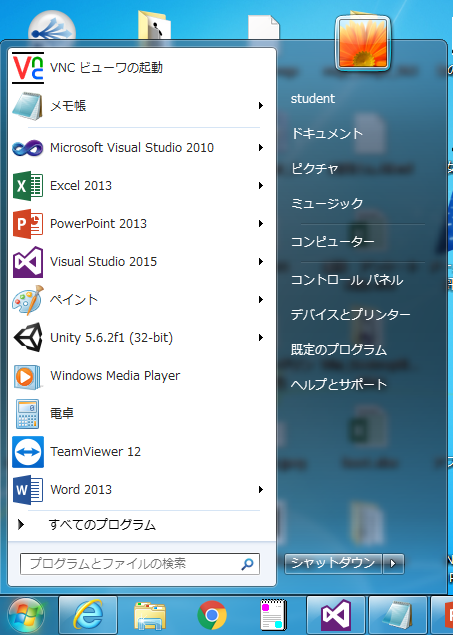 VNC ビューワの起動
メモ帳
Microsoft Visual Studio 2010
Excel 2013
PowerPoint 2013
Visual Studio 2015
ペイント
Unity 5.6.2f1 (32-bit)
Windows Media Player
電卓
TeamViewer 12
Word 2013
すべてのプログラム
プログラムとファイルの検索
student
ドキュメント
ピクチャ
ミュージック
コンピューター
コントロール パネル
デバイスとプリンター
既定のプログラム
ヘルプとサポート
シャットダウン